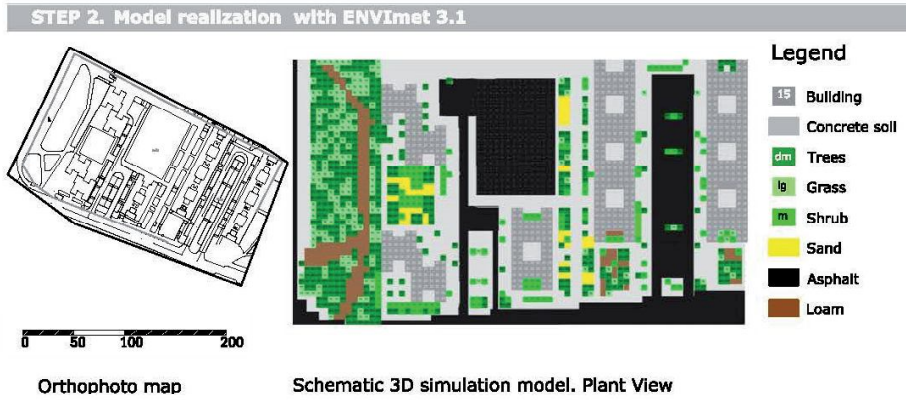 STEP 2. Model realization with ENVImet 3.1
Legend
15 Building
Concrete soil
dm Trees
lg Grass
m Shrub
Sand
Asphalt
Loam
0 50 100 200
Orthophoto map
Schematic 3D simulation model. Plant View